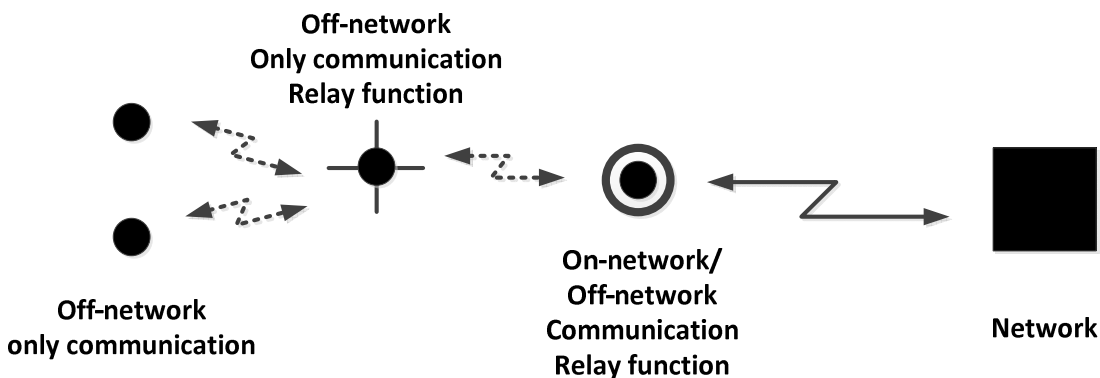 Off-network
Only communication
Relay function
Off-network
only communication
On-network/
Off-network
Communication
Relay function
Network